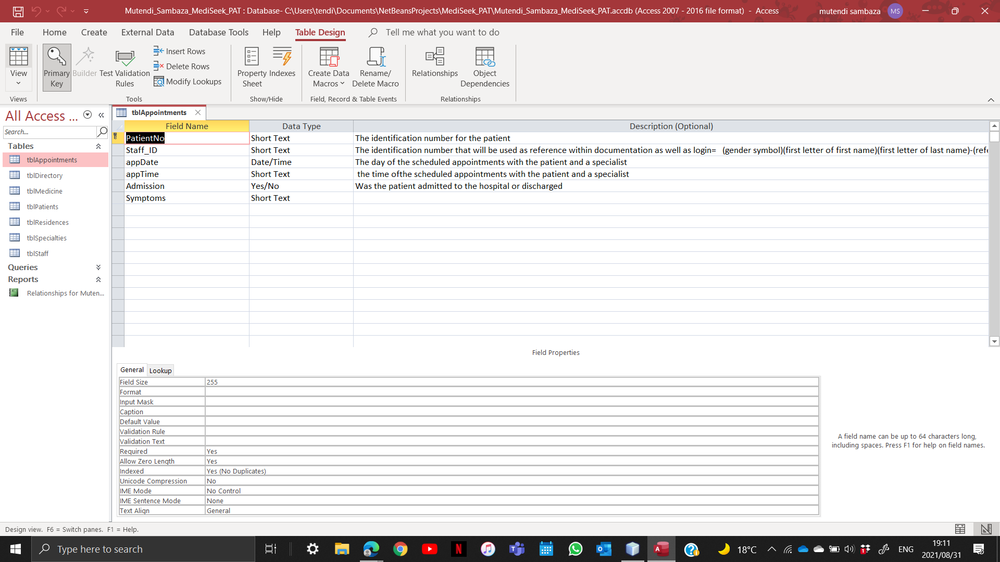 Mutendi_Sambaza_MediSeek_PAT : Database- C:\Users\tendi\Documents\NetBeansProjects\MediSeek_PAT\Mutendi_Sambaza_MediSeek_PAT.accdb (Access 2007 - 2016 file format) - Access
mutendi sambaza MS
File Home Create External Data Database Tools Help Table Design Tell me what you want to do
View
Primary Key
Builder
Test Validation Rules
Insert Rows
Delete Rows
Modify Lookups
Property Sheet
Indexes
Create Data Macros
Rename/ Delete Macro
Relationships
Object Dependencies
Views Tools Show/Hide Field, Record & Table Events Relationships
All Access ...
Search...
Tables
tblAppointments
tblDirectory
tblMedicine
tblPatients
tblResidences
tblSpecialties
tblStaff
Queries
Reports
Relationships for Muten...
tblAppointments
Field Name Data Type Description (Optional)
PatientNo Short Text The identification number for the patient
Staff_ID Short Text The identification number that will be used as reference within documentation as well as login= (gender symbol)(first letter of first name)(first letter of last name)-(refe
appDate Date/Time The day of the scheduled appointments with the patient and a specialist
appTime Short Text the time ofthe scheduled appointments with the patient and a specialist
Admission Yes/No Was the patient admitted to the hospital or discharged
Symptoms Short Text
Field Properties
General Lookup
Field Size 255
Format
Input Mask
Caption
Default Value
Validation Rule
Validation Text
Required Yes
Allow Zero Length Yes
Indexed Yes (No Duplicates)
Unicode Compression No
IME Mode No Control
IME Sentence Mode None
Text Align General
A field name can be up to 64 characters long,
including spaces. Press F1 for help on field names.
Design view. F6 = Switch panes. F1 = Help.
Type here to search
18°C
ENG
19:11
2021/08/31